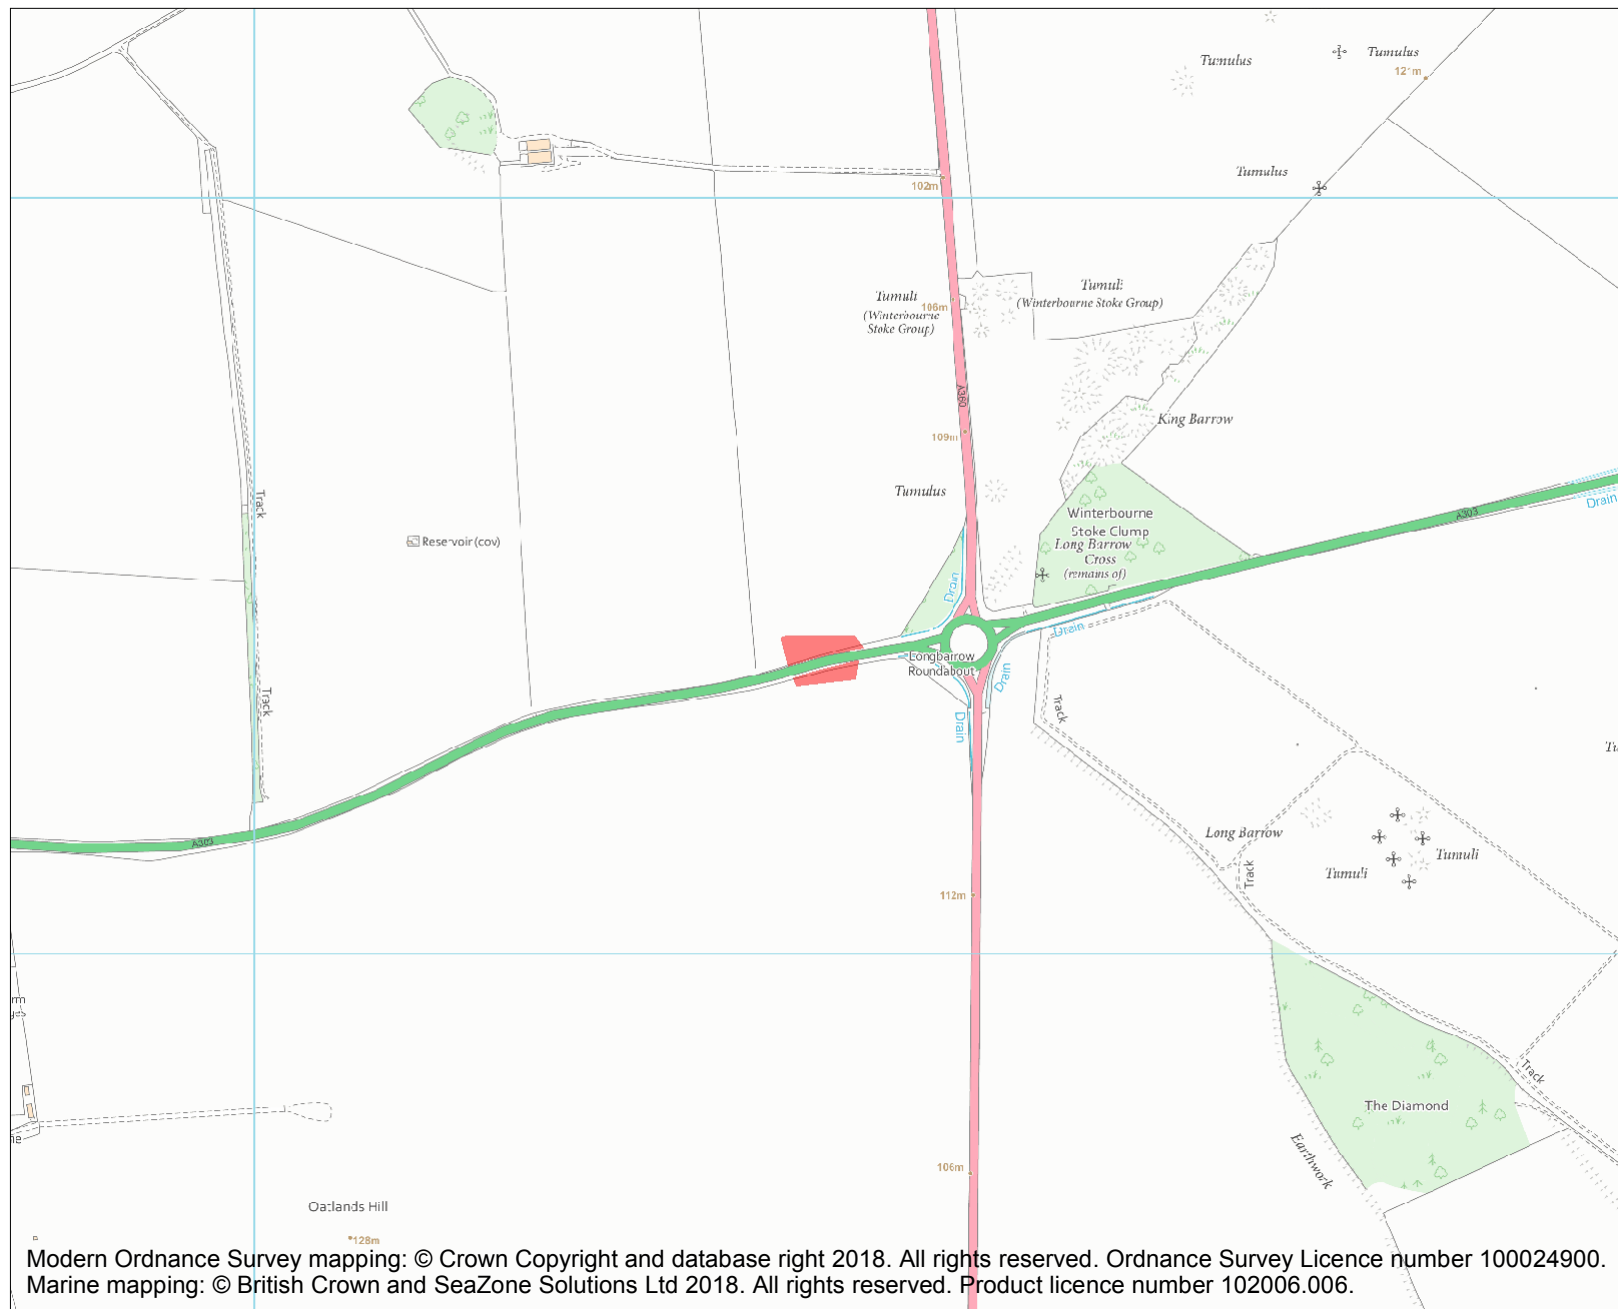 Tumulus
Tumulus
Tumulus
102m
Tumuli
(Winterbourne Stoke Group)
Tumuli
(Winterbourne
Stoke Group)
106m
A360
109m
King Barrow
Tumulus
Track
Reservoir (cov)
Winterbourne
Stoke Clump
Long Barrow
Cross
(remains of)
A303
Drain
Drain
Drain
Longbarrow
Roundabout
Drain
Drain
Track
Track
A303
Long Barrow
Tumuli
Tumuli
Track
112m
The Diamond
Track
Earthwork
106m
Oatlands Hill
128m
Modern Ordnance Survey mapping: © Crown Copyright and database right 2018. All rights reserved. Ordnance Survey Licence number 100024900.
Marine mapping: © British Crown and SeaZone Solutions Ltd 2018. All rights reserved. Product licence number 102006.006.